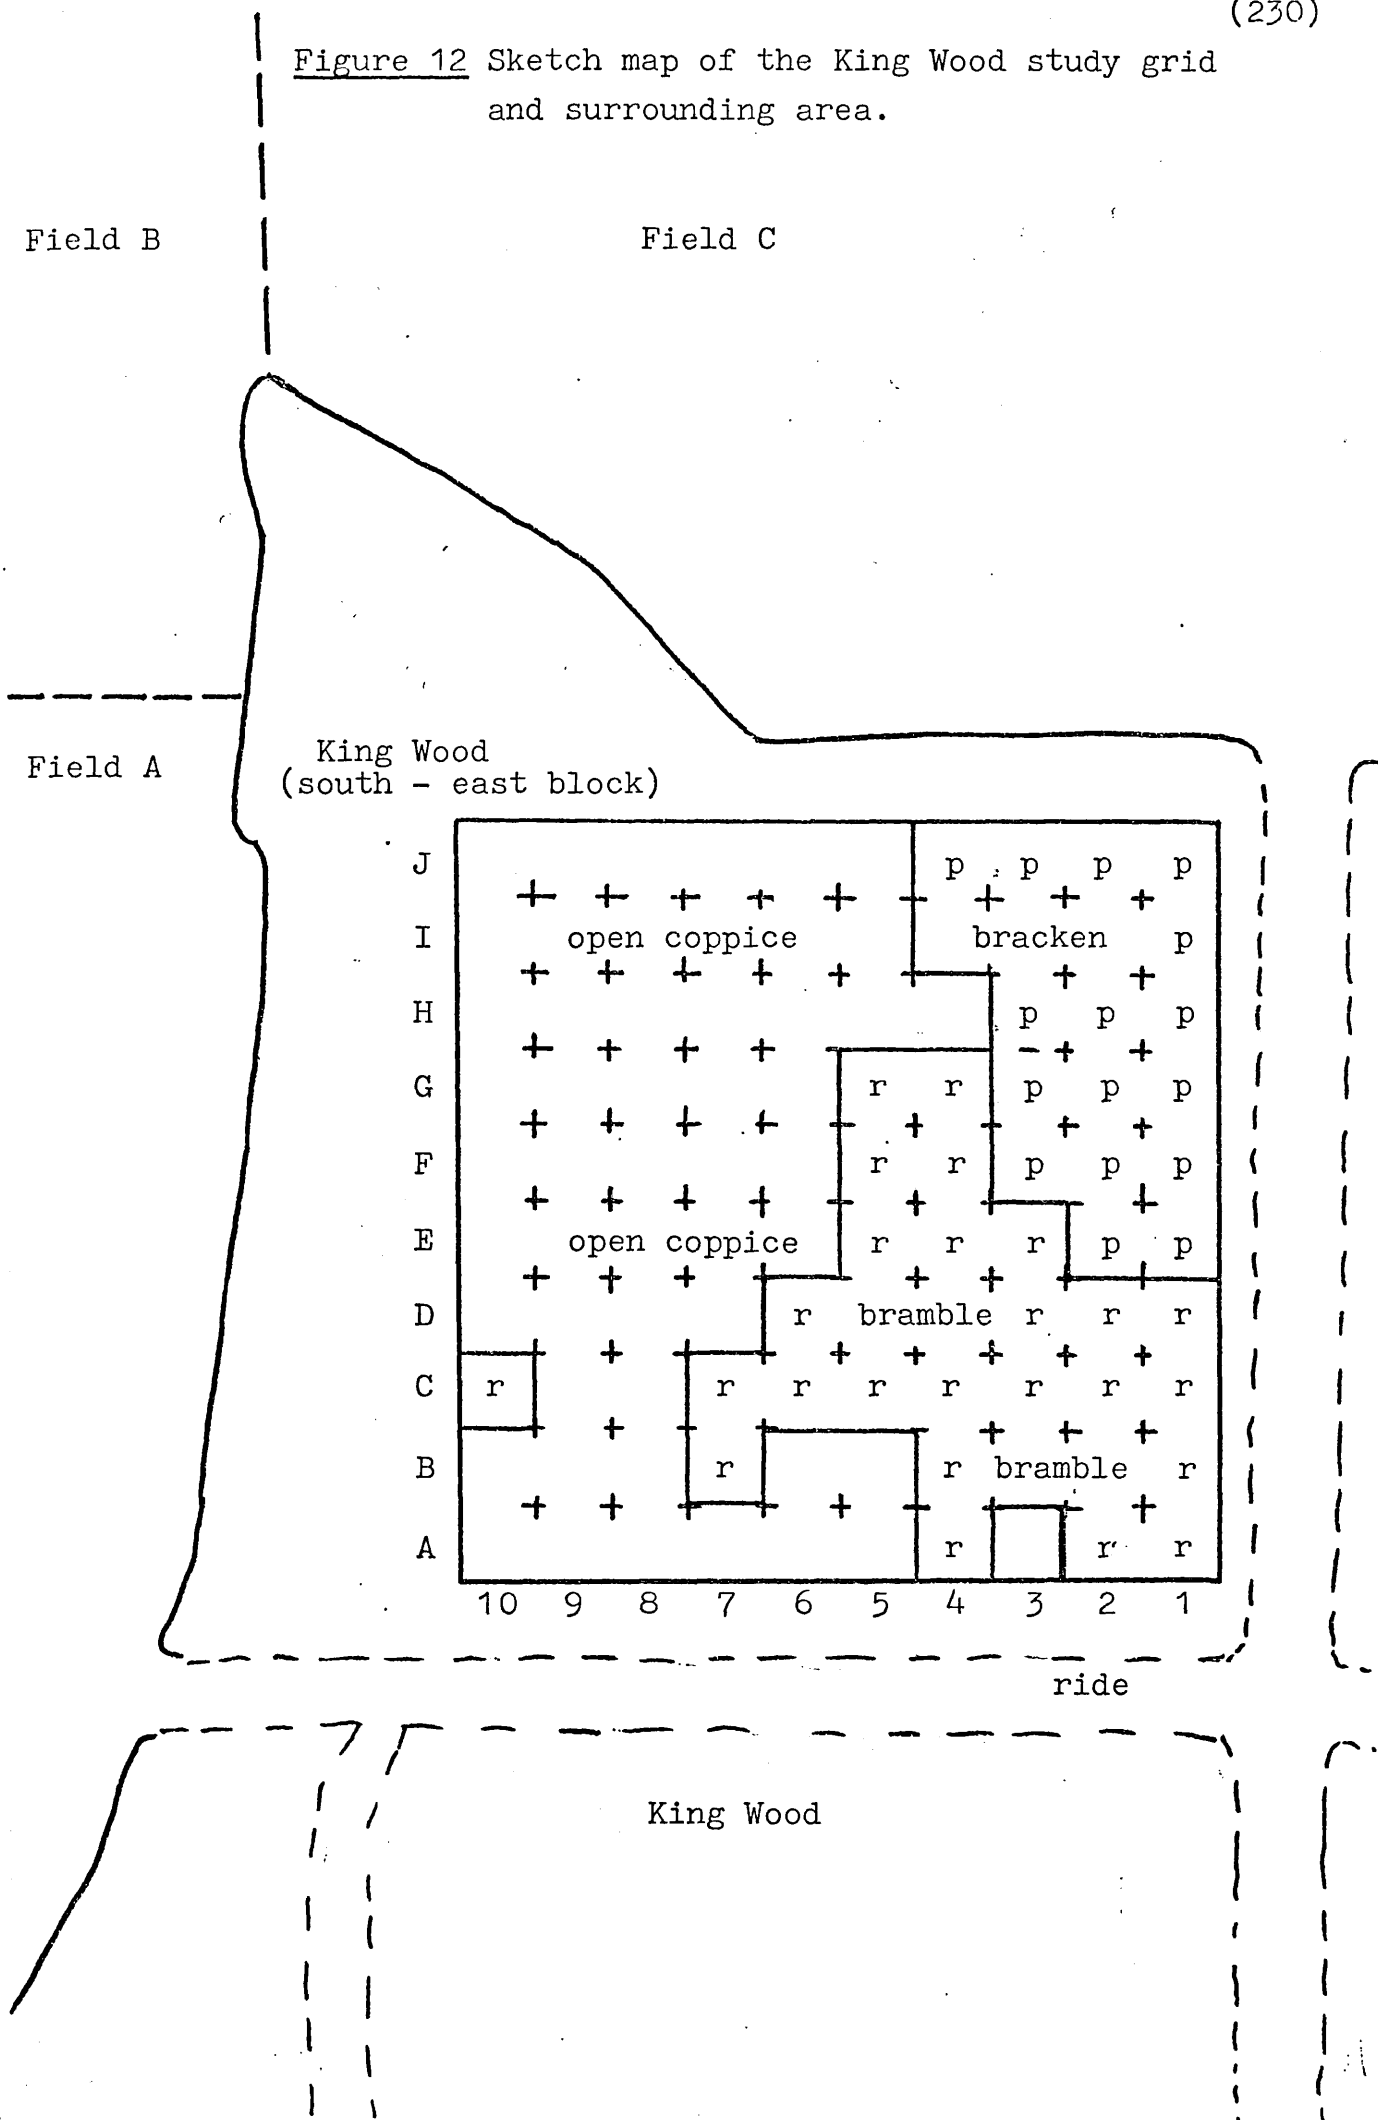 (230)
Figure 12 Sketch map of the King Wood study grid
and surrounding area.
Field B
Field C
Field A
King Wood
(south - east block)
J p p p p
I open coppice bracken p
H p p p
G r r p p p
F r r p p p
E open coppice r r r p p
D r bramble r r r
C r r r r r r r r
B r r bramble r
A r r r
10 9 8 7 6 5 4 3 2 1
ride
King Wood